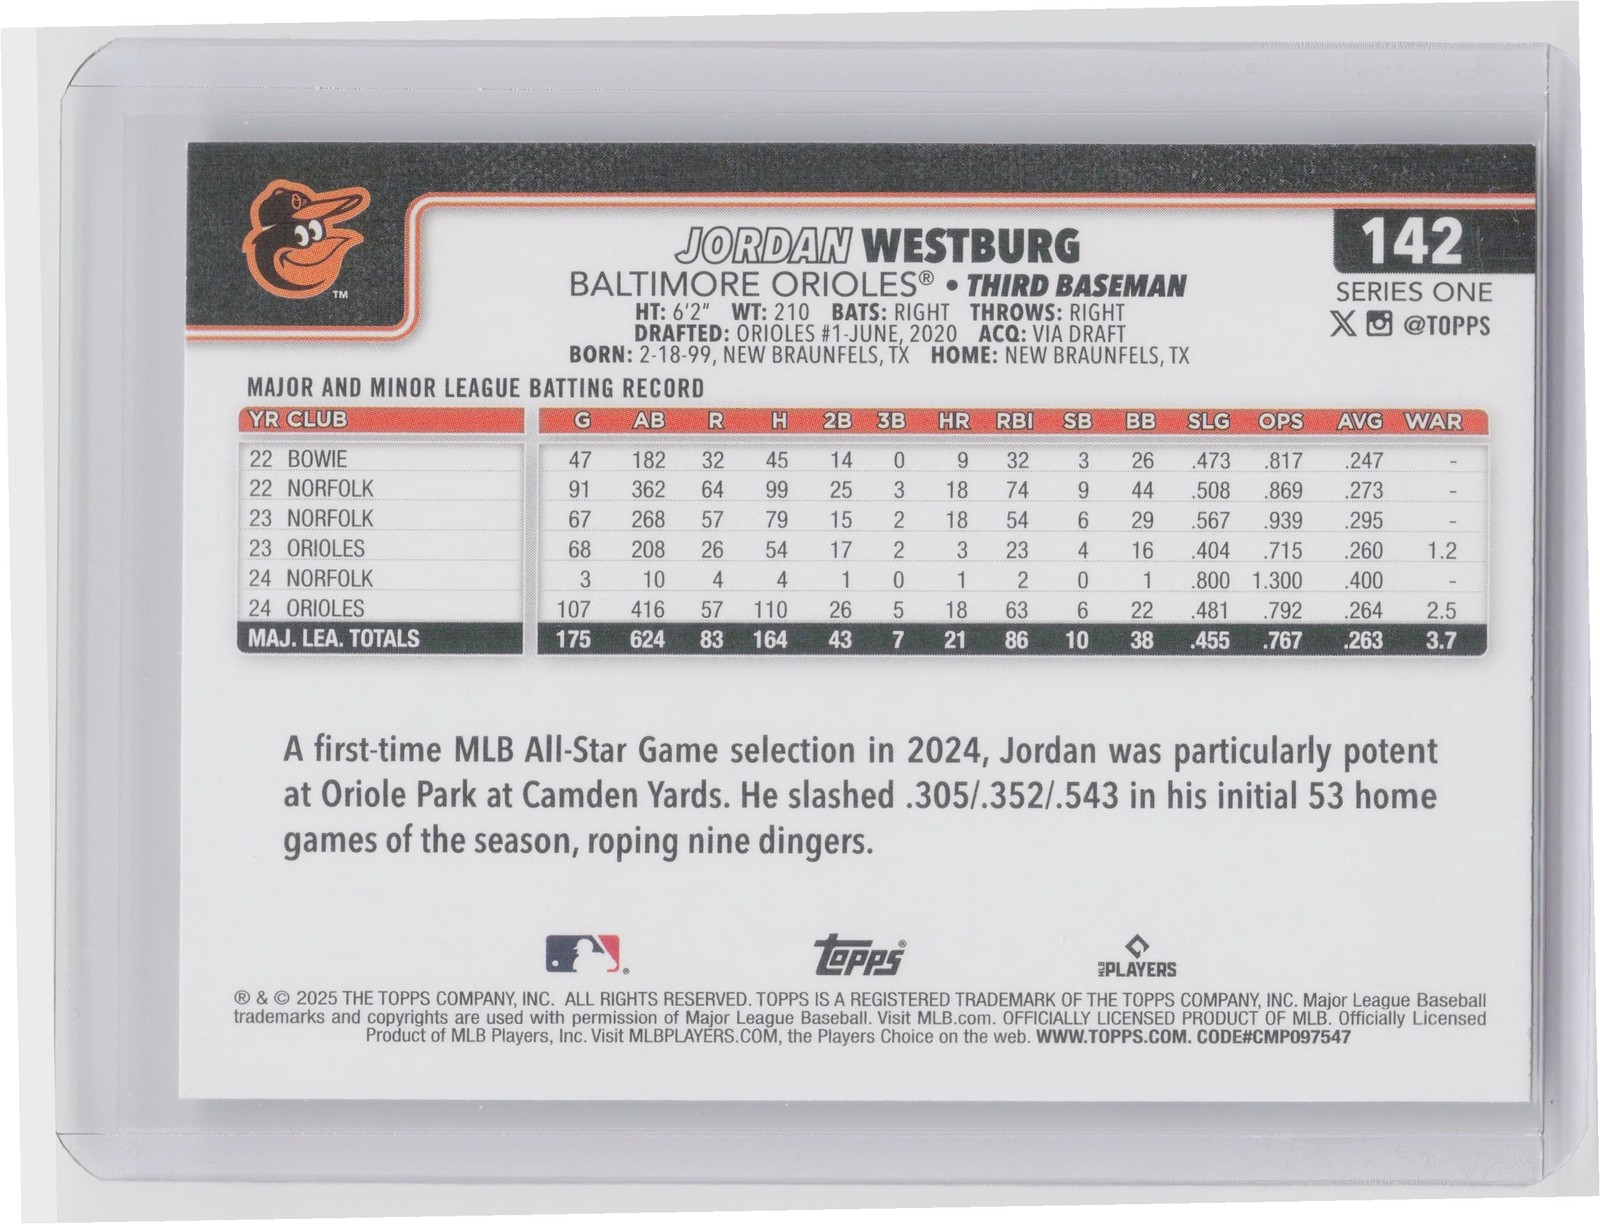 JORDAN WESTBURG
142
BALTIMORE ORIOLES® • THIRD BASEMAN
SERIES ONE
HT: 6'2" WT: 210 BATS: RIGHT THROWS: RIGHT
@TOPPS
DRAFTED: ORIOLES #1-JUNE, 2020 ACQ: VIA DRAFT
BORN: 2-18-99, NEW BRAUNFELS, TX HOME: NEW BRAUNFELS, TX
™
MAJOR AND MINOR LEAGUE BATTING RECORD
YR CLUB G AB R H 2B 3B HR RBI SB BB SLG OPS AVG WAR
22 BOWIE 47 182 32 45 14 0 9 32 3 26 .473 .817 .247 -
22 NORFOLK 91 362 64 99 25 3 18 74 9 44 .508 .869 .273 -
23 NORFOLK 67 268 57 79 15 2 18 54 6 29 .567 .939 .295 -
23 ORIOLES 68 208 26 54 17 2 3 23 4 16 .404 .715 .260 1.2
24 NORFOLK 3 10 4 4 1 0 1 2 0 1 .800 1.300 .400 -
24 ORIOLES 107 416 57 110 26 5 18 63 6 22 .481 .792 .264 2.5
MAJ. LEA. TOTALS 175 624 83 164 43 7 21 86 10 38 .455 .767 .263 3.7
A first-time MLB All-Star Game selection in 2024, Jordan was particularly potent
at Oriole Park at Camden Yards. He slashed .305/.352/.543 in his initial 53 home
games of the season, roping nine dingers.
® Topps® MLB PLAYERS
® & © 2025 THE TOPPS COMPANY, INC. ALL RIGHTS RESERVED. TOPPS IS A REGISTERED TRADEMARK OF THE TOPPS COMPANY, INC. Major League Baseball
trademarks and copyrights are used with permission of Major League Baseball. Visit MLB.com. OFFICIALLY LICENSED PRODUCT OF MLB. Officially Licensed
Product of MLB Players, Inc. Visit MLBPLAYERS.COM, the Players Choice on the web. WWW.TOPPS.COM. CODE#CMP097547